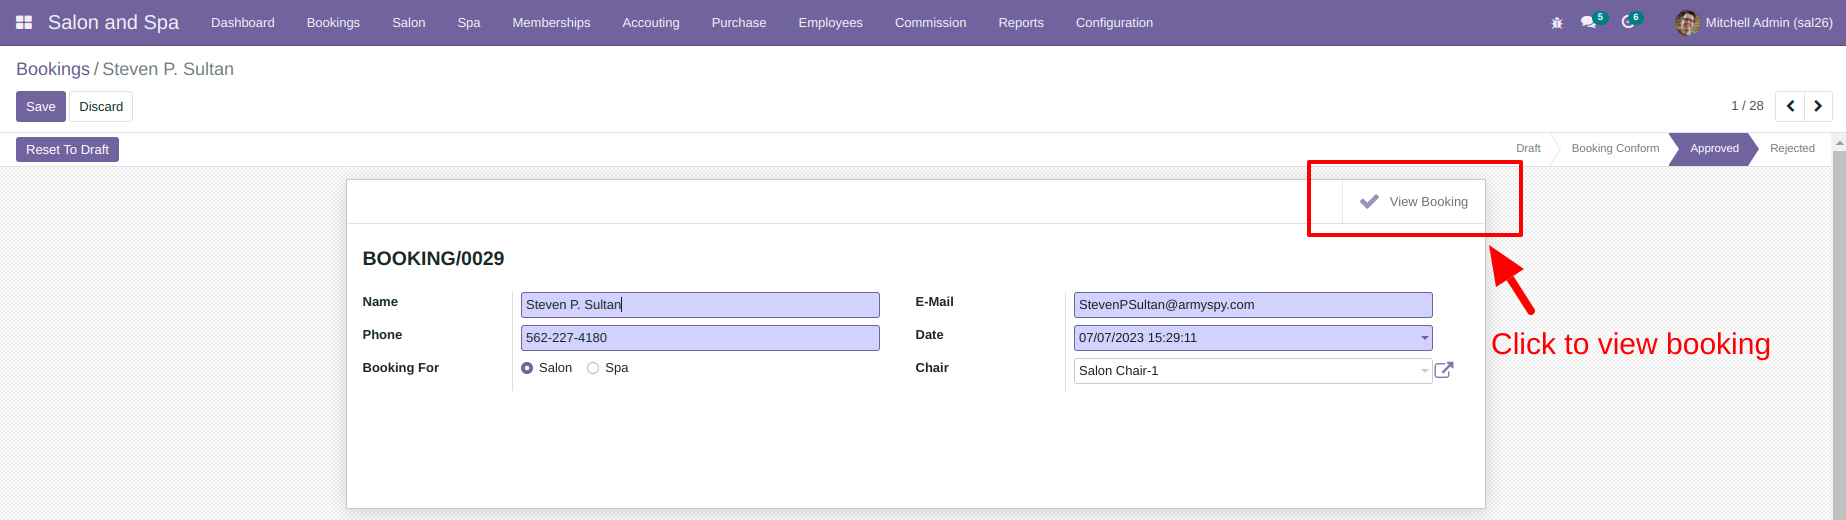 Salon and Spa Dashboard Bookings Salon Spa Memberships Accouting Purchase Employees Commission Reports Configuration 5 6 Mitchell Admin (sal26)
Bookings / Steven P. Sultan
Save Discard 1 / 28
Reset To Draft Draft Booking Conform Approved Rejected
View Booking
BOOKING/0029
Name Steven P. Sultan E-Mail StevenPSultan@armyspy.com
Phone 562-227-4180 Date 07/07/2023 15:29:11
Click to view booking
Booking For Salon Spa Chair Salon Chair-1